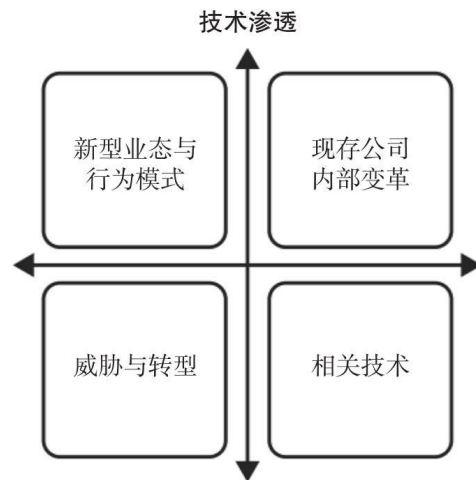 技术渗透
新型业态与
行为模式
现存公司
内部变革
威胁与转型
相关技术